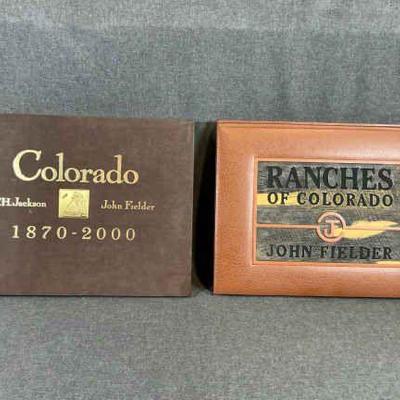 Colorado
H. Jackson
John Fielder
1870-2000
RANCHES
OF COLORADO
J
JOHN FIELDER